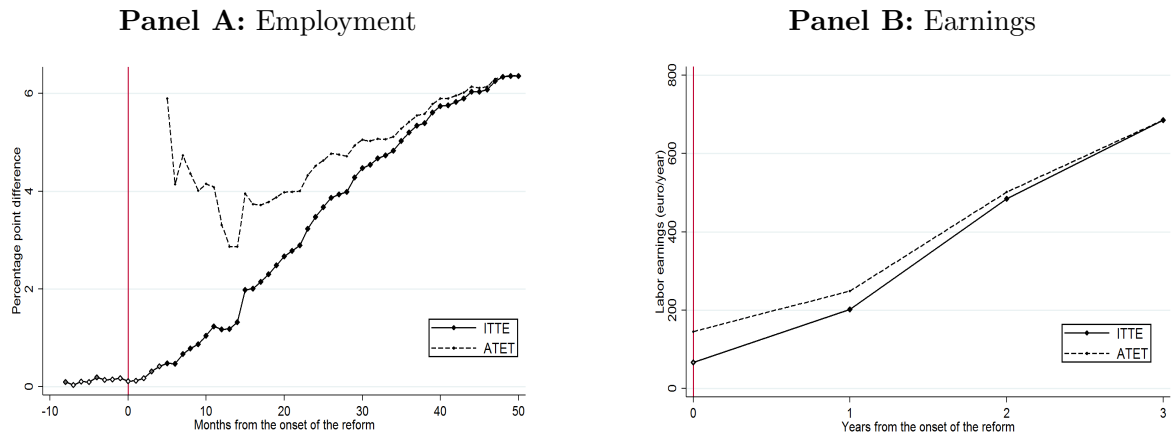 Panel A: Employment
Percentage point difference
6
4
2
0
-10
0
10
20
30
40
50
Months from the onset of the reform
ITTE
ATET
Panel B: Earnings
Labor earnings (euro/year)
800
600
400
200
0
0
1
2
3
Years from the onset of the reform
ITTE
ATET